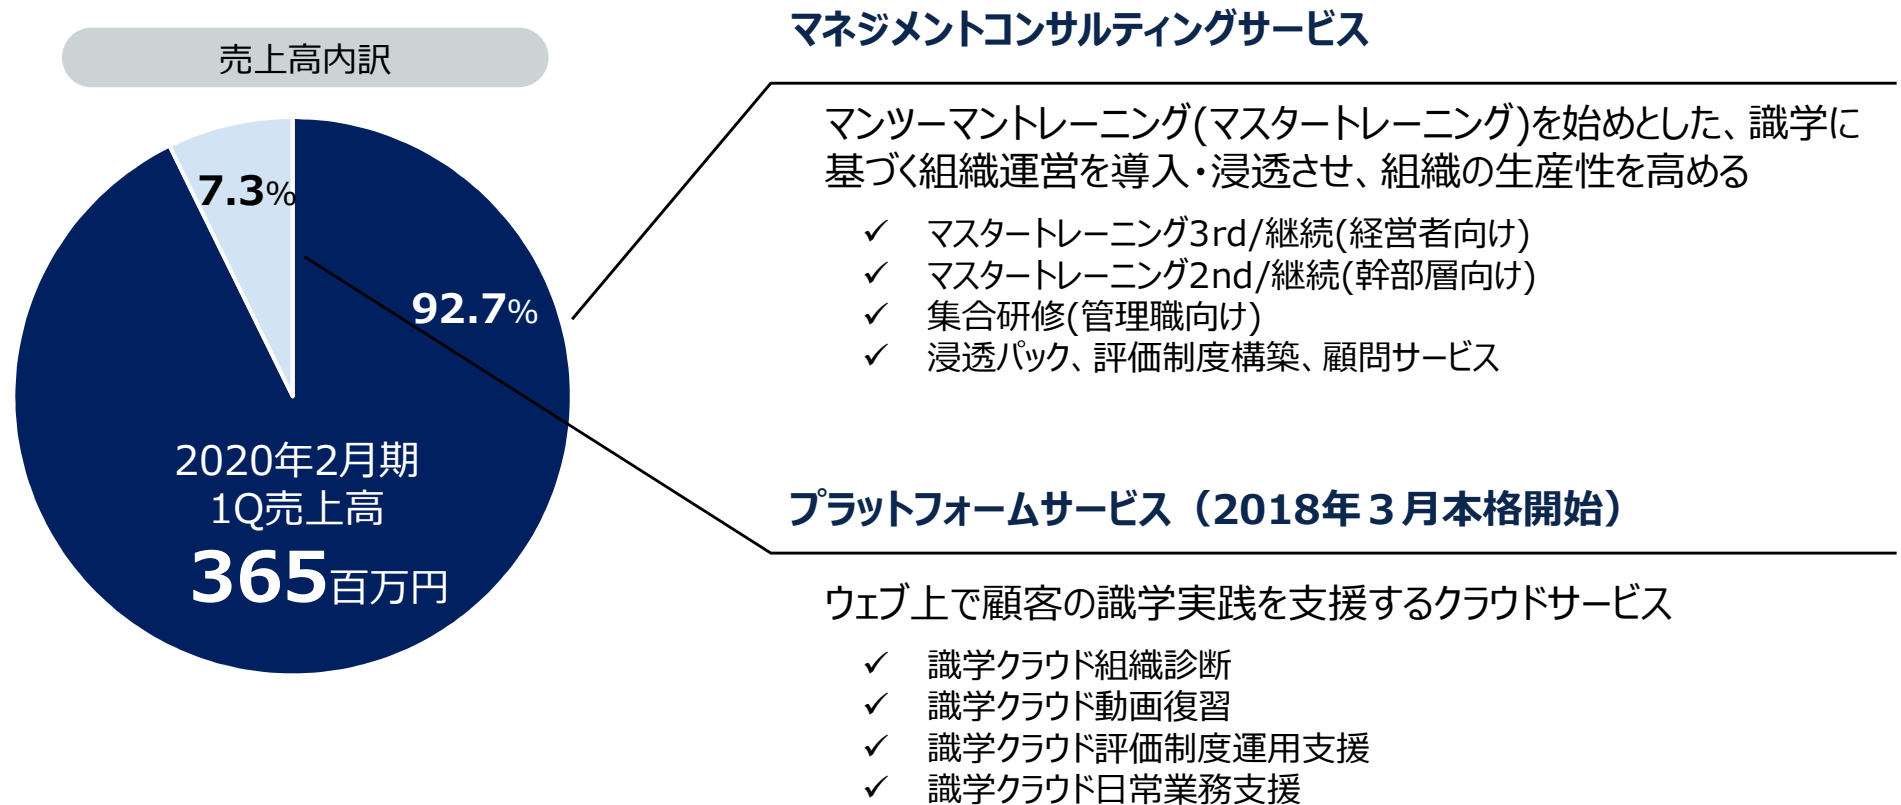 売上高内訳
7.3%
92.7%
2020年2月期
1Q売上高
365百万円
マネジメントコンサルティングサービス
マンツーマントレーニング(マスタートレーニング)を始めとした、識学に
基づく組織運営を導入・浸透させ、組織の生産性を高める
✓ マスタートレーニング3rd/継続(経営者向け)
✓ マスタートレーニング2nd/継続(幹部層向け)
✓ 集合研修(管理職向け)
✓ 浸透パック、評価制度構築、顧問サービス
プラットフォームサービス（2018年３月本格開始）
ウェブ上で顧客の識学実践を支援するクラウドサービス
✓ 識学クラウド組織診断
✓ 識学クラウド動画復習
✓ 識学クラウド評価制度運用支援
✓ 識学クラウド日常業務支援